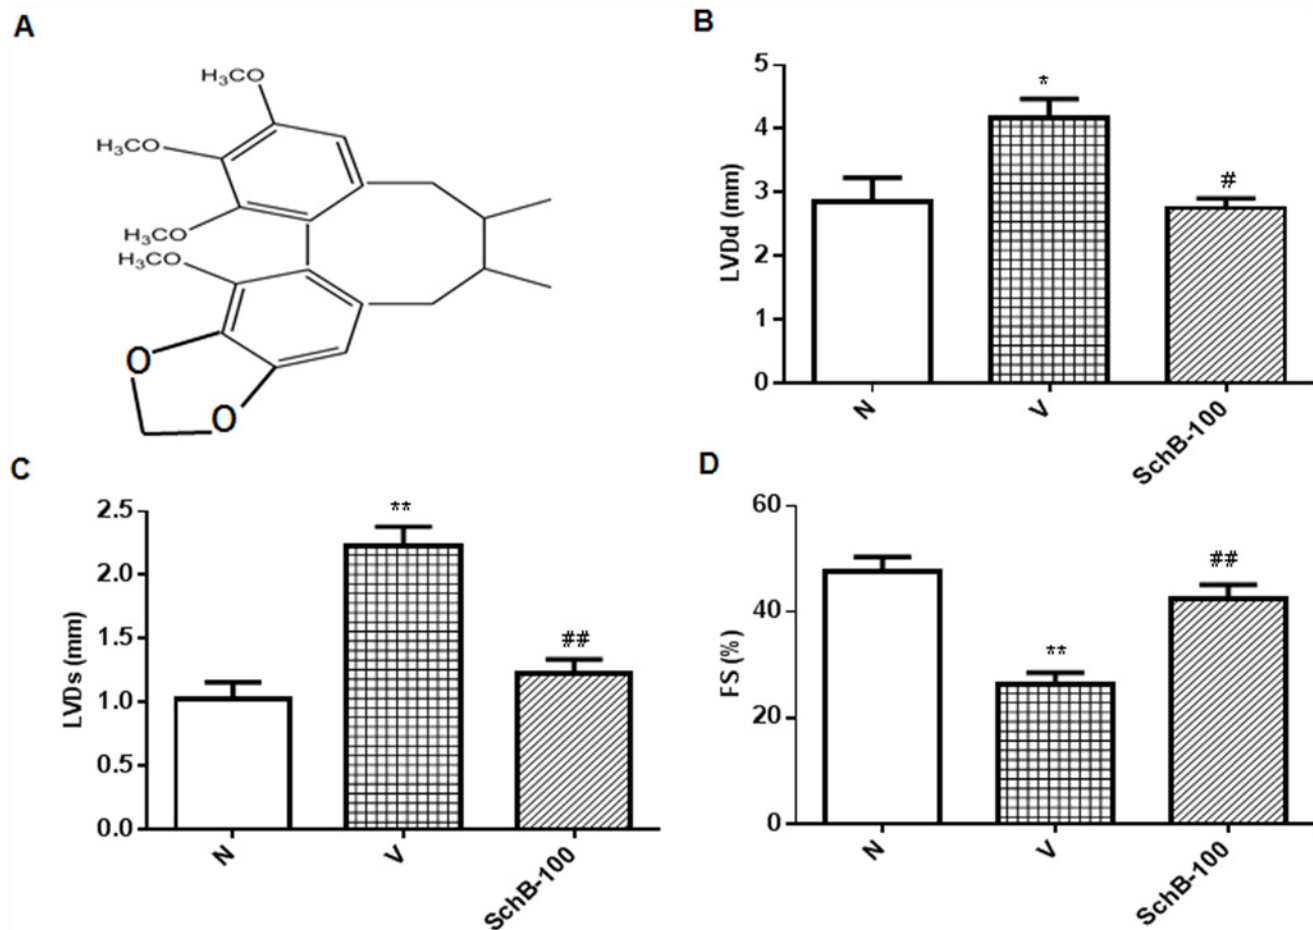 A
H3CO
H3CO
H3CO
H3CO
O
O
B
LVDd (mm)
5
4
3
2
1
0
*
#
N
V
SchB-100
C
LVDs (mm)
2.5
2.0
1.5
1.0
0.5
0.0
**
##
N
V
SchB-100
D
FS (%)
60
40
20
0
**
##
N
V
SchB-100